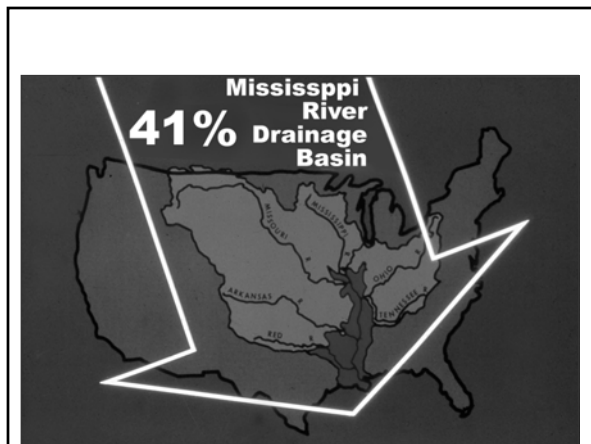 Mississppi
River
41%
Drainage
Basin
MISSOURI
MISSISSIPPI
R
R
OHIO
R
ARKANSAS
R
TENNESSEE R
RED
R